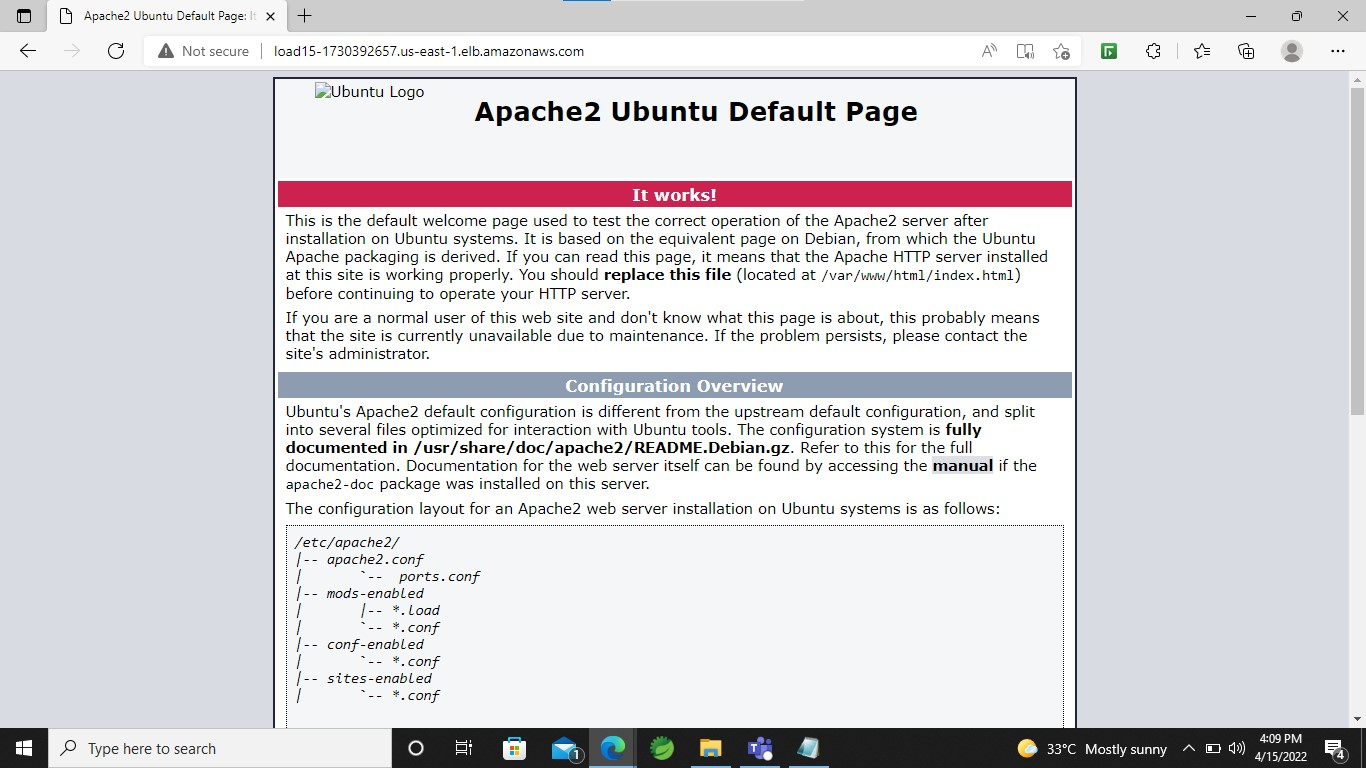 Apache2 Ubuntu Default Page: It
Not secure
load15-1730392657.us-east-1.elb.amazonaws.com
Ubuntu Logo
Apache2 Ubuntu Default Page
It works!
This is the default welcome page used to test the correct operation of the Apache2 server after
installation on Ubuntu systems. It is based on the equivalent page on Debian, from which the Ubuntu
Apache packaging is derived. If you can read this page, it means that the Apache HTTP server installed
at this site is working properly. You should replace this file (located at /var/www/html/index.html)
before continuing to operate your HTTP server.
If you are a normal user of this web site and don't know what this page is about, this probably means
that the site is currently unavailable due to maintenance. If the problem persists, please contact the
site's administrator.
Configuration Overview
Ubuntu's Apache2 default configuration is different from the upstream default configuration, and split
into several files optimized for interaction with Ubuntu tools. The configuration system is fully
documented in /usr/share/doc/apache2/README.Debian.gz. Refer to this for the full
documentation. Documentation for the web server itself can be found by accessing the manual if the
apache2-doc package was installed on this server.
The configuration layout for an Apache2 web server installation on Ubuntu systems is as follows:
/etc/apache2/
|-- apache2.conf
|       `--  ports.conf
|-- mods-enabled
|       |-- *.load
|       `-- *.conf
|-- conf-enabled
|       `-- *.conf
|-- sites-enabled
|       `-- *.conf
Type here to search
1
33°C Mostly sunny
4:09 PM
4/15/2022
4